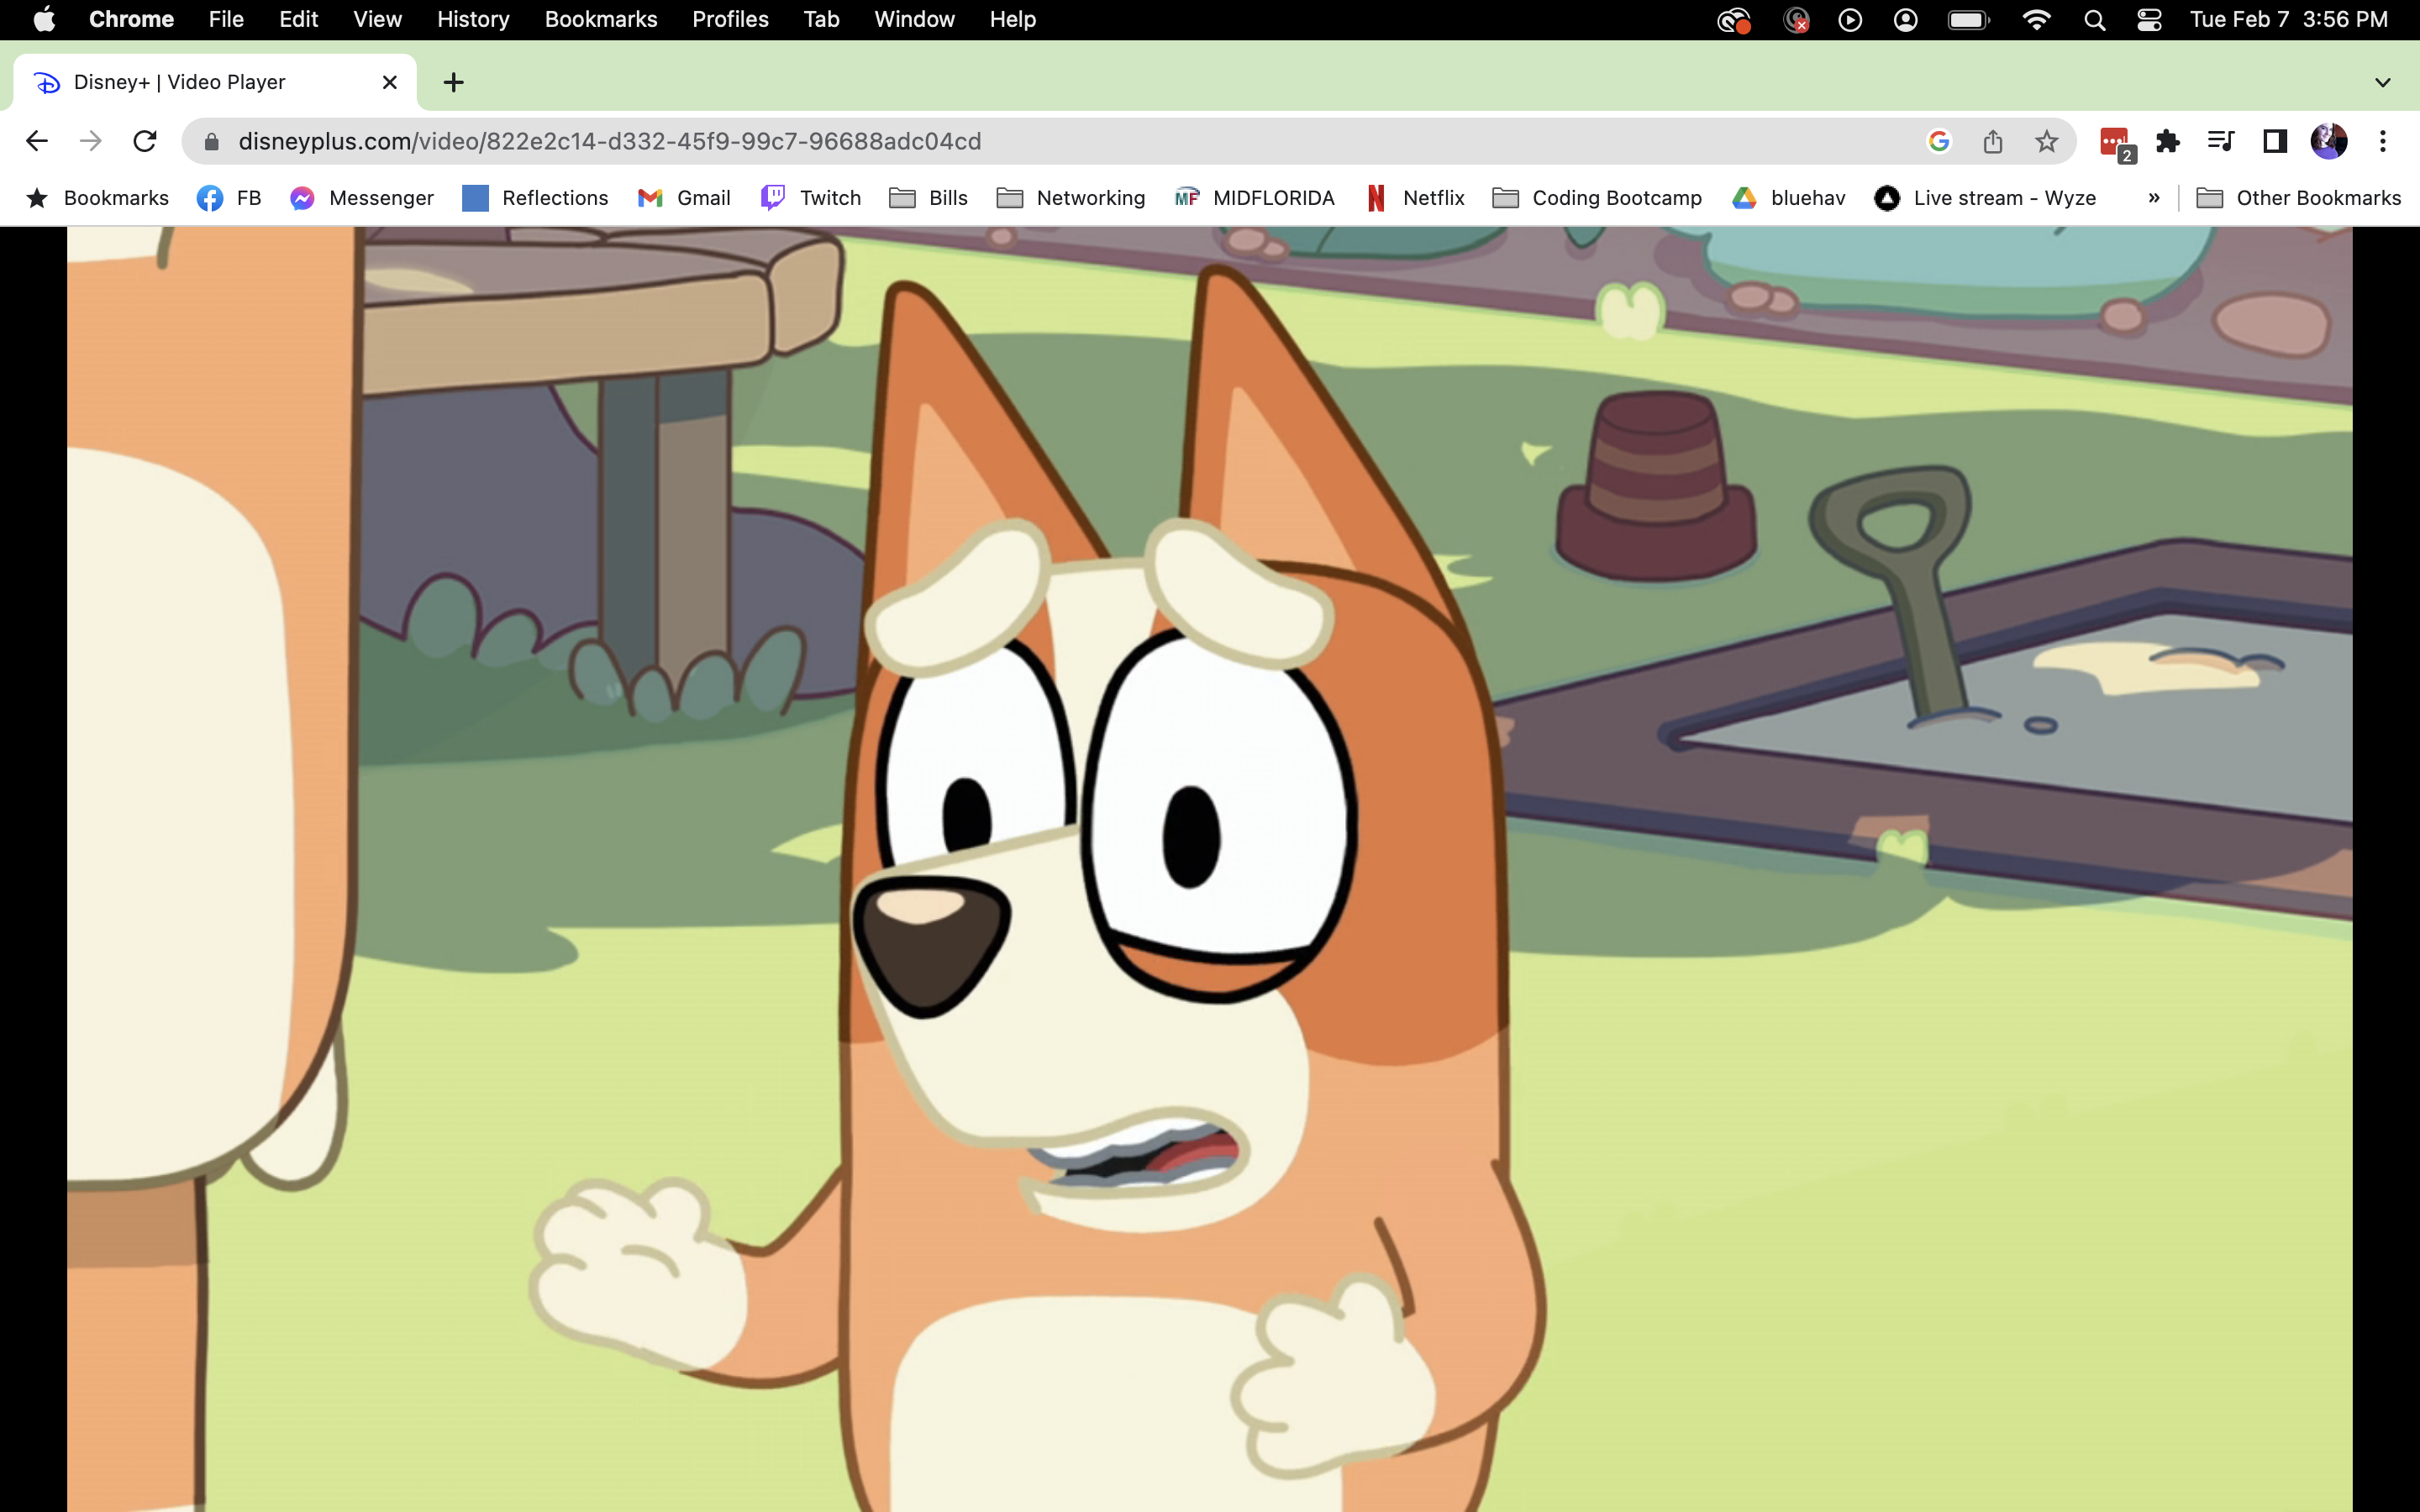 Chrome File Edit View History Bookmarks Profiles Tab Window Help Tue Feb 7 3:56 PM
Disney+ | Video Player
disneyplus.com/video/822e2c14-d332-45f9-99c7-96688adc04cd 2
Bookmarks FB Messenger Reflections Gmail Twitch Bills Networking MF MIDFLORIDA Netflix Coding Bootcamp bluehav Live stream - Wyze » Other Bookmarks